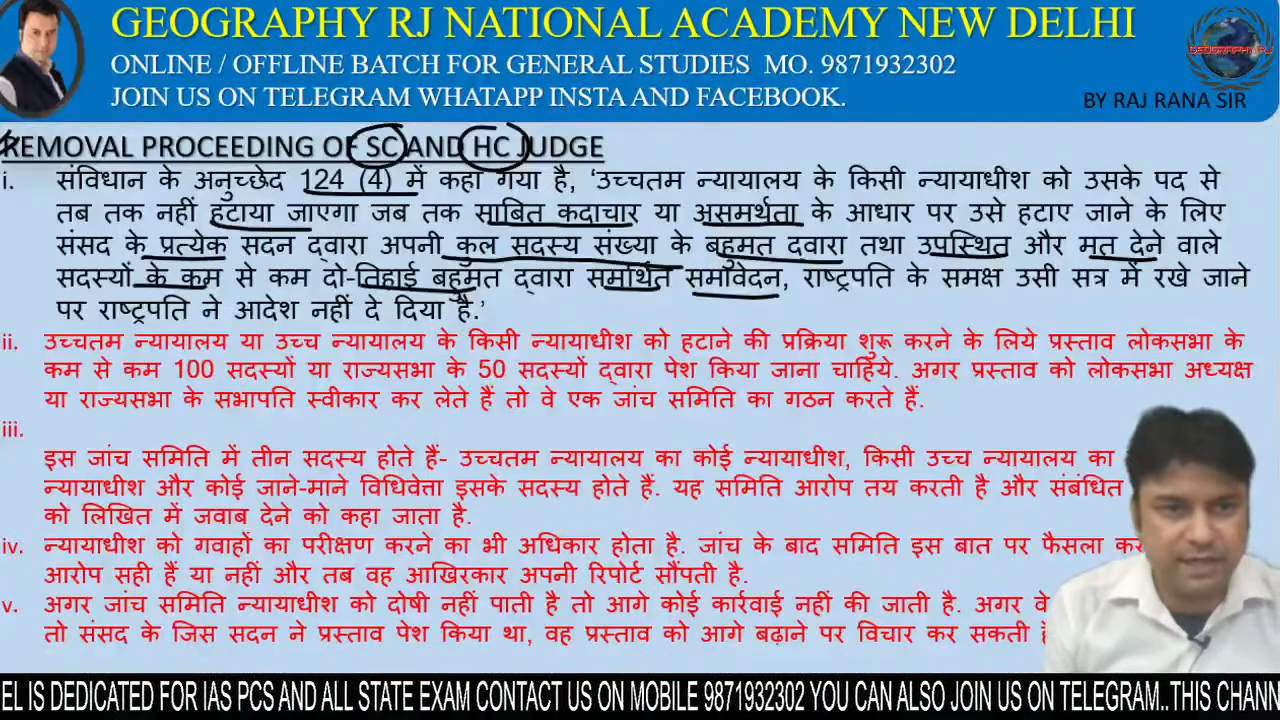 GEOGRAPHY RJ NATIONAL ACADEMY NEW DELHI
ONLINE / OFFLINE BATCH FOR GENERAL STUDIES MO. 9871932302
JOIN US ON TELEGRAM WHATAPP INSTA AND FACEBOOK.
GEOGRAPHY RJ
BY RAJ RANA SIR
REMOVAL PROCEEDING OF SC AND HC JUDGE
i. संविधान के अनुच्छेद 124 (4) में कहा गया है, ‘उच्चतम न्यायालय के किसी न्यायाधीश को उसके पद से
तब तक नहीं हटाया जाएगा जब तक साबित कदाचार या असमर्थता के आधार पर उसे हटाए जाने के लिए
संसद के प्रत्येक सदन द्वारा अपनी कुल सदस्य संख्या के बहुमत दवारा तथा उपस्थित और मत देने वाले
सदस्यों के कम से कम दो-तिहाई बहुमत द्वारा समर्थित समावेदन, राष्ट्रपति के समक्ष उसी सत्र में रखे जाने
पर राष्ट्रपति ने आदेश नहीं दे दिया है.’
ii. उच्चतम न्यायालय या उच्च न्यायालय के किसी न्यायाधीश को हटाने की प्रक्रिया शुरू करने के लिये प्रस्ताव लोकसभा के
कम से कम 100 सदस्यों या राज्यसभा के 50 सदस्यों द्वारा पेश किया जाना चाहिये. अगर प्रस्ताव को लोकसभा अध्यक्ष
या राज्यसभा के सभापति स्वीकार कर लेते हैं तो वे एक जांच समिति का गठन करते हैं.
iii.
इस जांच समिति में तीन सदस्य होते हैं- उच्चतम न्यायालय का कोई न्यायाधीश, किसी उच्च न्यायालय का
न्यायाधीश और कोई जाने-माने विधिवेत्ता इसके सदस्य होते हैं. यह समिति आरोप तय करती है और संबंधित
को लिखित में जवाब देने को कहा जाता है.
iv. न्यायाधीश को गवाहों का परीक्षण करने का भी अधिकार होता है. जांच के बाद समिति इस बात पर फैसला कर
आरोप सही हैं या नहीं और तब वह आखिरकार अपनी रिपोर्ट सौंपती है.
v. अगर जांच समिति न्यायाधीश को दोषी नहीं पाती है तो आगे कोई कार्रवाई नहीं की जाती है. अगर वे
तो संसद के जिस सदन ने प्रस्ताव पेश किया था, वह प्रस्ताव को आगे बढ़ाने पर विचार कर सकती
EL IS DEDICATED FOR IAS PCS AND ALL STATE EXAM CONTACT US ON MOBILE 9871932302 YOU CAN ALSO JOIN US ON TELEGRAM..THIS CHANN